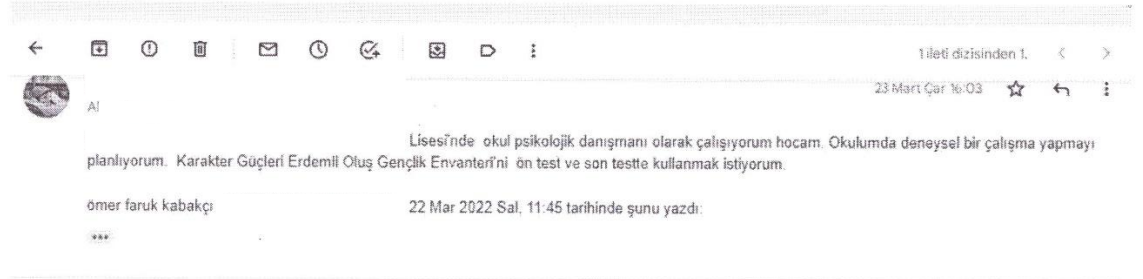 1 ileti dizisinden 1.
23 Mart Çar 16:03
Al
Lisesi'nde okul psikolojik danışmanı olarak çalışıyorum hocam. Okulumda deneysel bir çalışma yapmayı
planlıyorum. Karakter Güçleri Erdemli Oluş Gençlik Envanteri'ni ön test ve son testte kullanmak istiyorum.
ömer faruk kabakçı 22 Mar 2022 Sal, 11:45 tarihinde şunu yazdı:
***